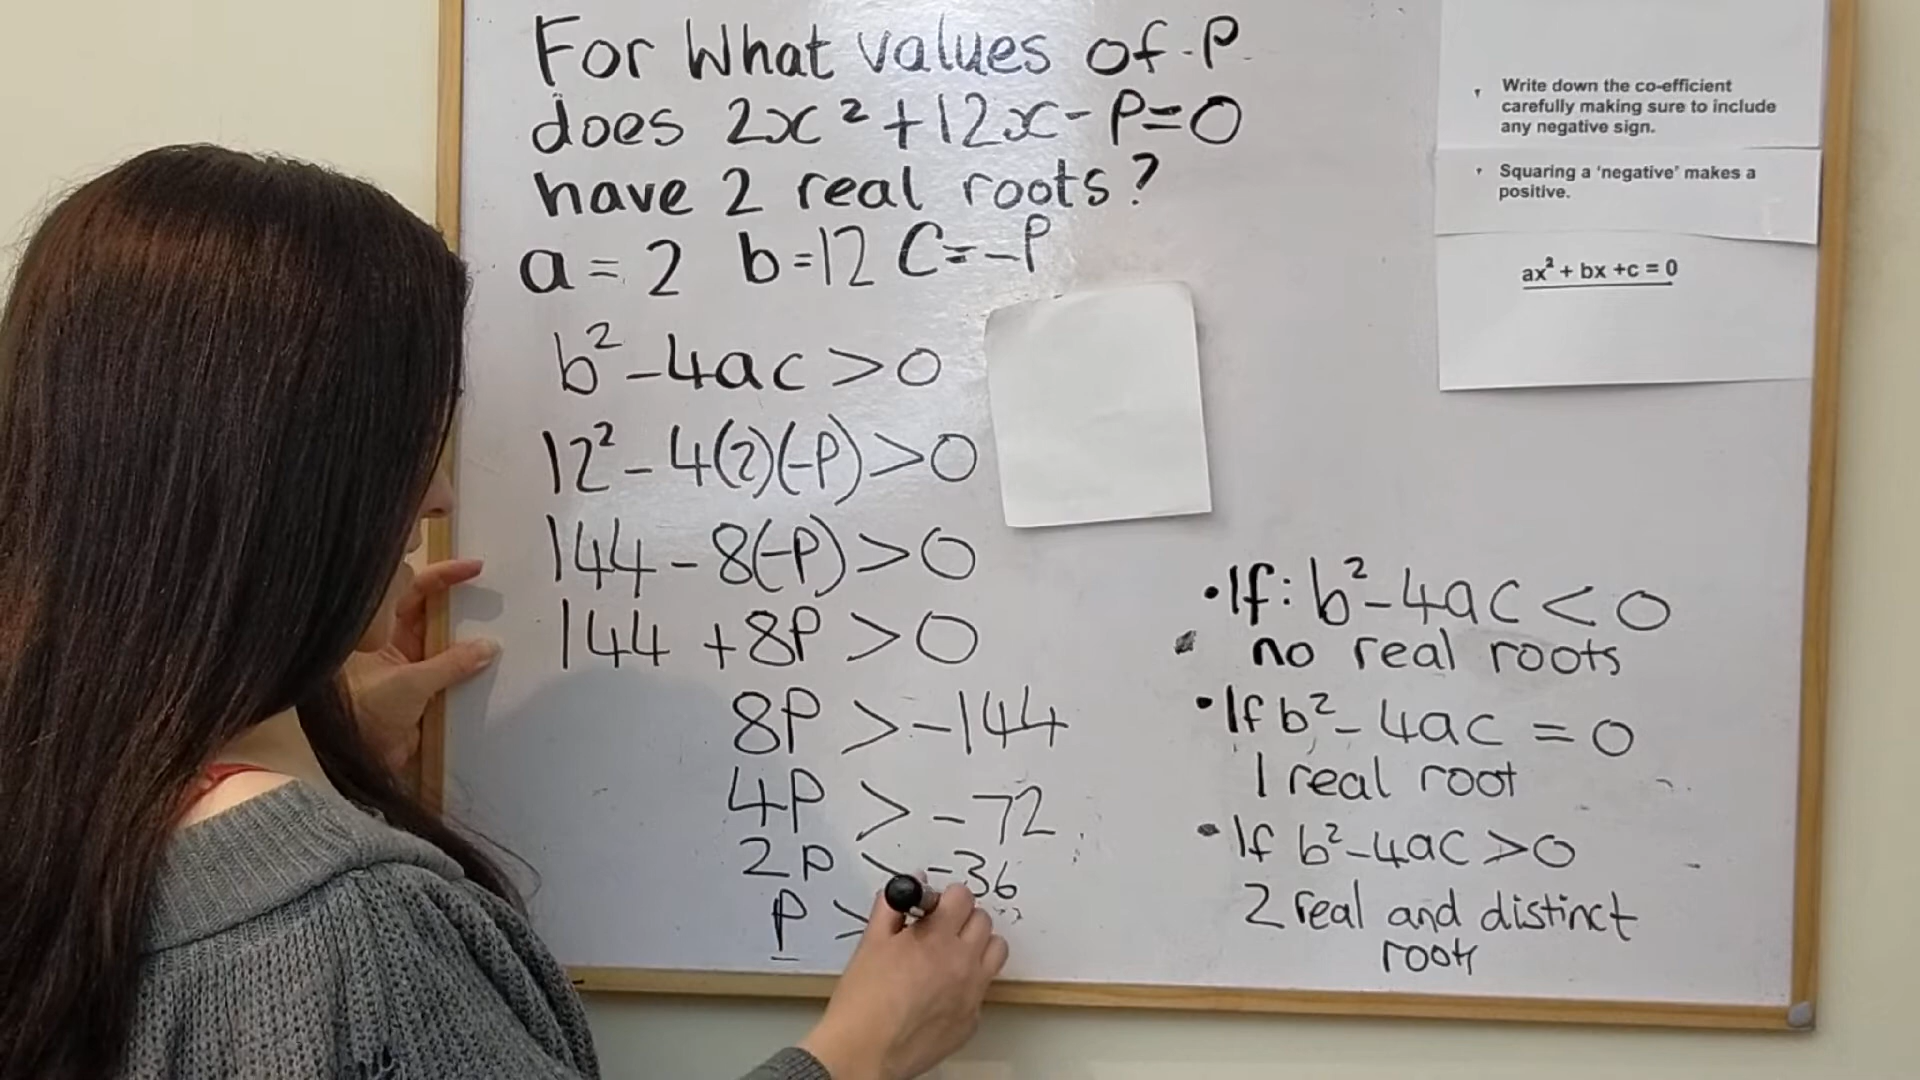 For What values of P
does 2x² + 12x - P = 0
have 2 real roots?
a = 2 b = 12 C = -P
b² - 4ac > 0
12² - 4(2)(-P) > 0
144 - 8(-P) > 0
144 + 8P > 0
8P > -144
4P > -72
2P > -36
P >
Write down the co-efficient
carefully making sure to include
any negative sign.
Squaring a ‘negative’ makes a
positive.
ax² + bx +c = 0
• If: b² - 4ac < 0
no real roots
• If b² - 4ac = 0
1 real root
• If b² - 4ac > 0
2 real and distinct
roots